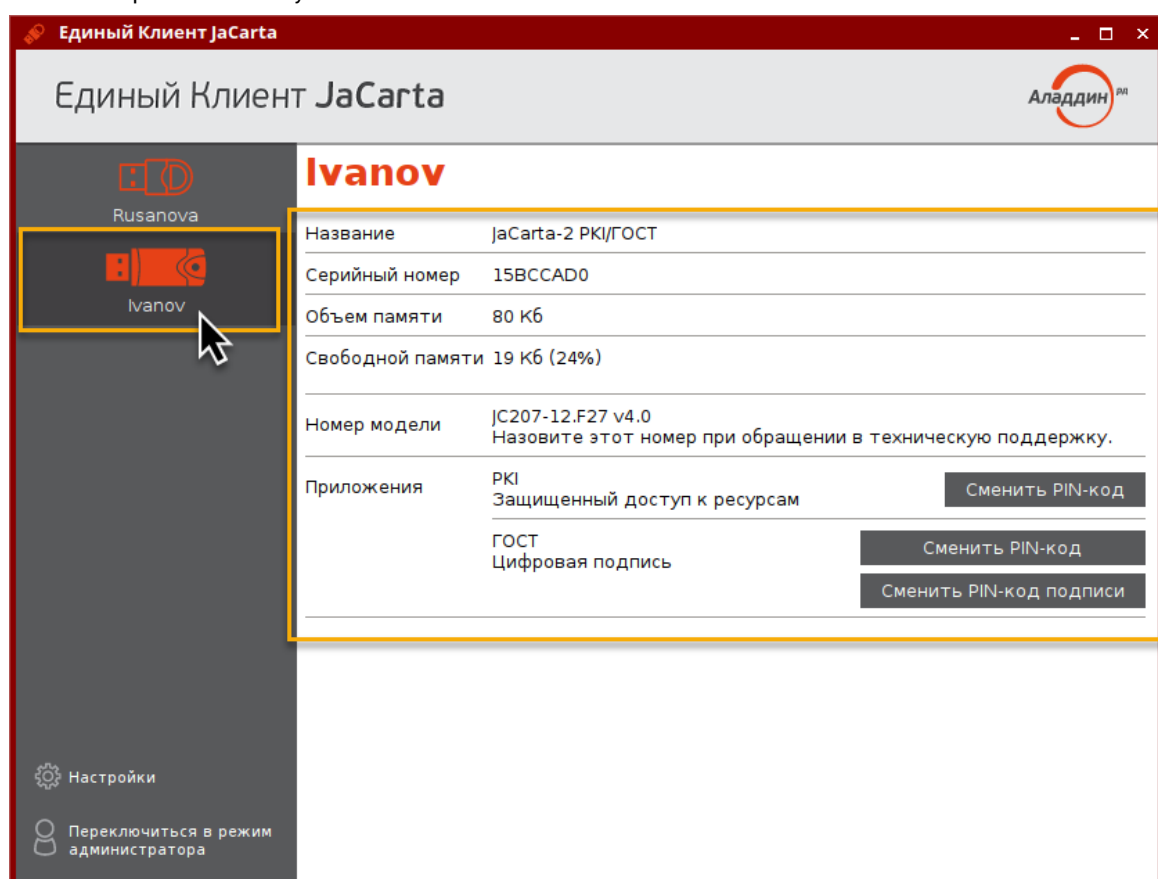 Единый Клиент JaCarta
Единый Клиент JaCarta
Аладдин РД
Rusanova
Ivanov
Ivanov
Название JaCarta-2 PKI/ГОСТ
Серийный номер 15BCCAD0
Объем памяти 80 Кб
Свободной памяти 19 Кб (24%)
Номер модели JC207-12.F27 v4.0
Назовите этот номер при обращении в техническую поддержку.
Приложения PKI
Защищенный доступ к ресурсам
Сменить PIN-код
ГОСТ
Цифровая подпись
Сменить PIN-код
Сменить PIN-код подписи
Настройки
Переключиться в режим
администратора